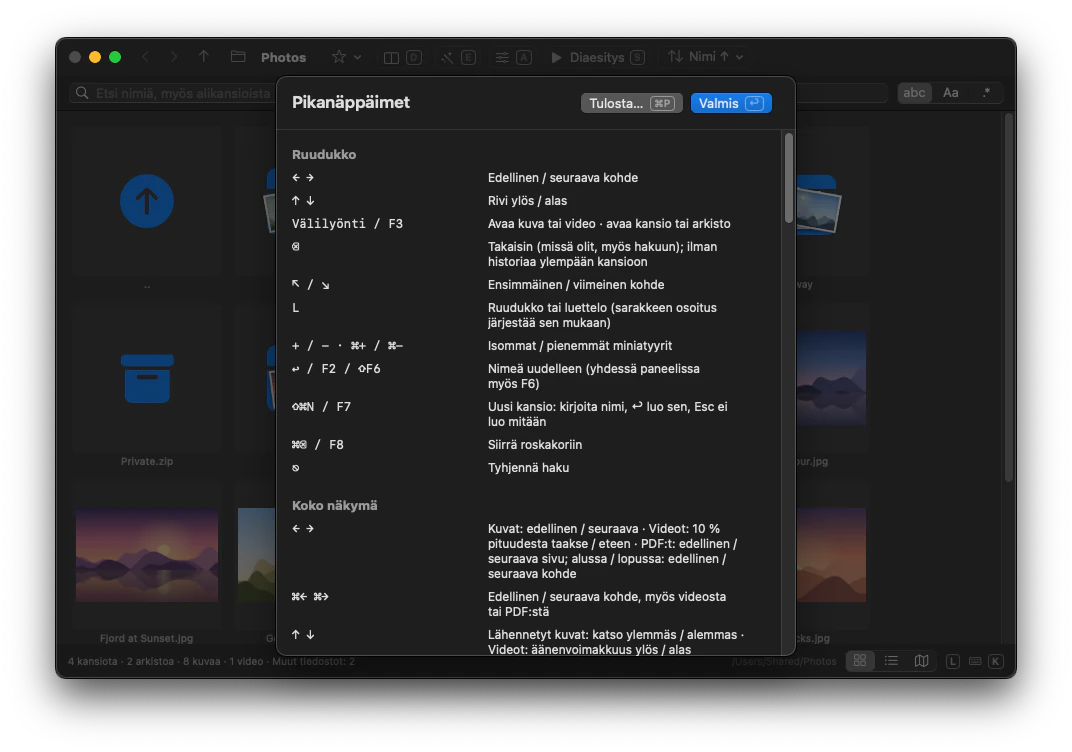 Photos
D
E
A
Diaesitys S
Nimi
Etsi nimiä, myös alikansioista
abc Aa .*
Pikanäppäimet
Tulosta… ⌘P
Valmis ↩
Ruudukko
← → Edellinen / seuraava kohde
↑ ↓ Rivi ylös / alas
Välilyönti / F3 Avaa kuva tai video · avaa kansio tai arkisto
⌫ Takaisin (missä olit, myös hakuun); ilman
historiaa ylempään kansioon
↖ / ↘ Ensimmäinen / viimeinen kohde
L Ruudukko tai luettelo (sarakkeen osoitus
järjestää sen mukaan)
+ / − · ⌘+ / ⌘− Isommat / pienemmät miniatyyrit
↩ / F2 / ⇧F6 Nimeä uudelleen (yhdessä paneelissa
myös F6)
⇧⌘N / F7 Uusi kansio: kirjoita nimi, ↩ luo sen, Esc ei
luo mitään
⌘⌫ / F8 Siirrä roskakoriin
⎋ Tyhjennä haku
Koko näkymä
← → Kuvat: edellinen / seuraava · Videot: 10 %
pituudesta taakse / eteen · PDF:t: edellinen /
seuraava sivu; alussa / lopussa: edellinen /
seuraava kohde
⌘← ⌘→ Edellinen / seuraava kohde, myös videosta
tai PDF:stä
↑ ↓ Lähennetyt kuvat: katso ylemmäs / alemmas ·
Videot: äänenvoimakkuus ylös / alas
..
way
Private.zip
our.jpg
Fjord at Sunset.jpg
cks.jpg
4 kansiota · 2 arkistoa · 8 kuvaa · 1 video · Muut tiedostot: 2
/Users/Shared/Photos
L
K